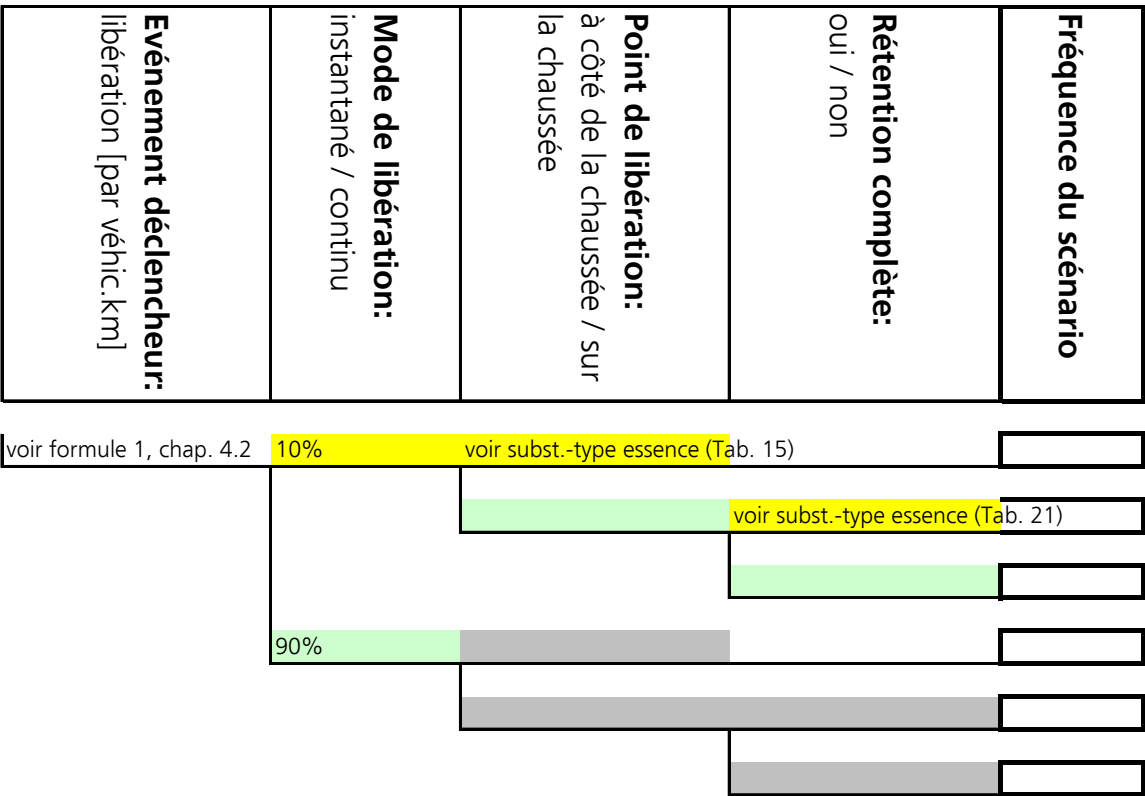 Evénement déclencheur:
libération [par véhic.km]
Mode de libération:
instantané / continu
Point de libération:
à côté de la chaussée / sur
la chaussée
Rétention complète:
oui / non
Fréquence du scénario
voir formule 1, chap. 4.2
10%
voir subst.-type essence (Tab. 15)
voir subst.-type essence (Tab. 21)
90%